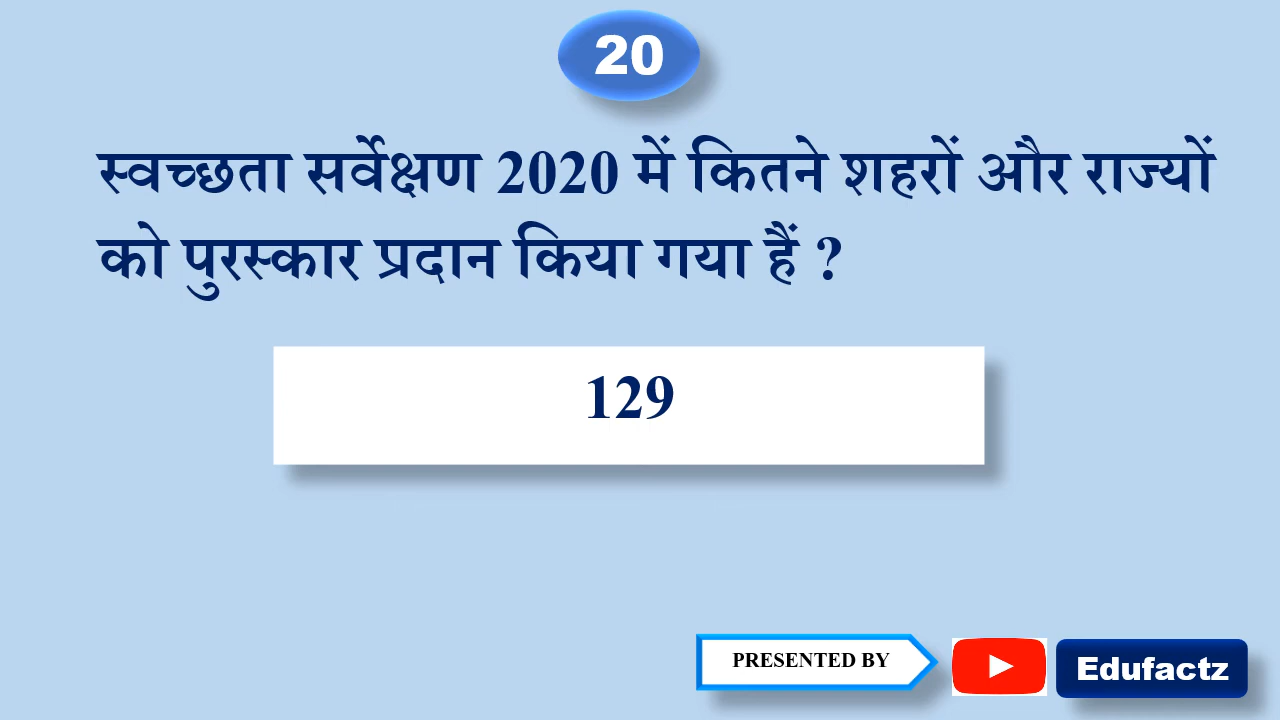 20
स्वच्छता सर्वेक्षण 2020 में कितने शहरों और राज्यों
को पुरस्कार प्रदान किया गया हैं ?
129
PRESENTED BY
Edufactz